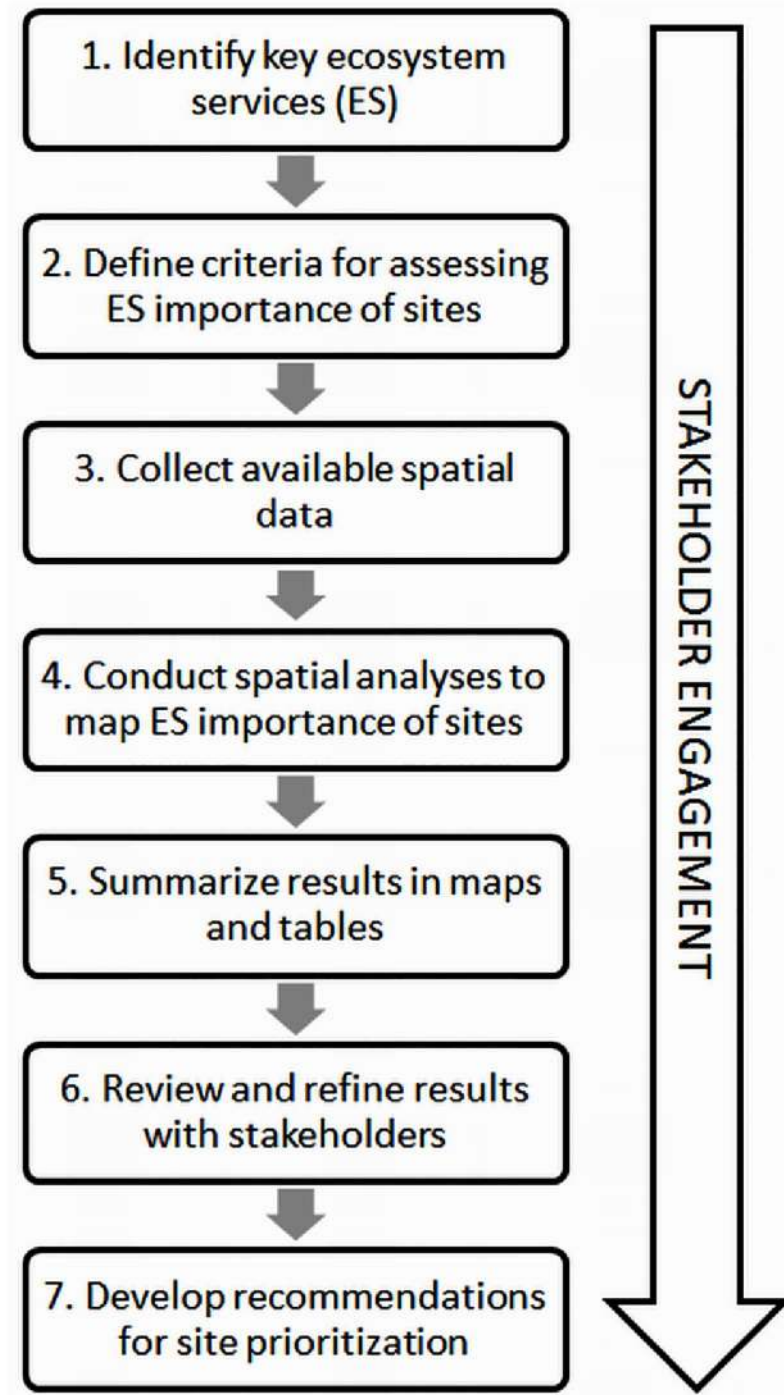 1. Identify key ecosystem
services (ES)
2. Define criteria for assessing
ES importance of sites
3. Collect available spatial
data
4. Conduct spatial analyses to
map ES importance of sites
5. Summarize results in maps
and tables
6. Review and refine results
with stakeholders
7. Develop recommendations
for site prioritization
STAKEHOLDER ENGAGEMENT